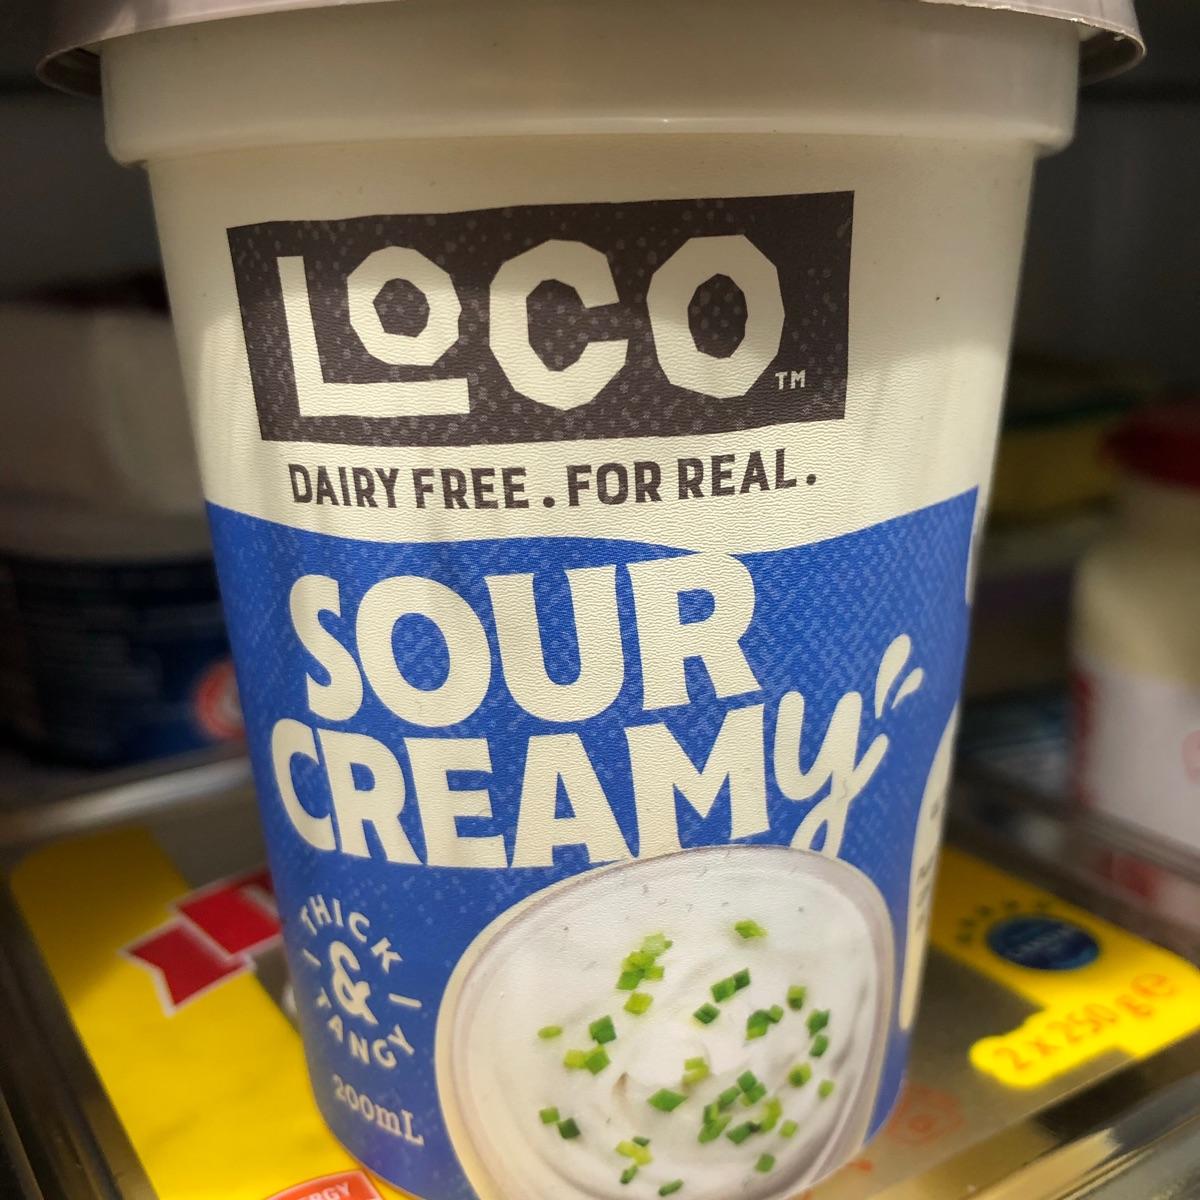 LOCO TM
DAIRY FREE. FOR REAL.
SOUR
CREAMy
THICK
&
TANGY
200mL
2 x 250 g e